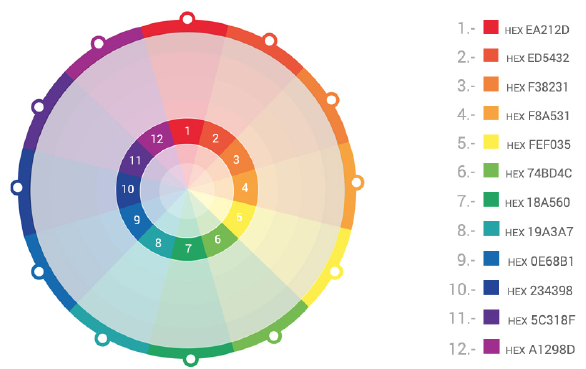 1
2
3
4
5
6
7
8
9
10
11
12
1.- HEX EA212D
2.- HEX ED5432
3.- HEX F38231
4.- HEX F8A531
5.- HEX FEF035
6.- HEX 74BD4C
7.- HEX 18A560
8.- HEX 19A3A7
9.- HEX 0E68B1
10.- HEX 234398
11.- HEX 5C318F
12.- HEX A1298D